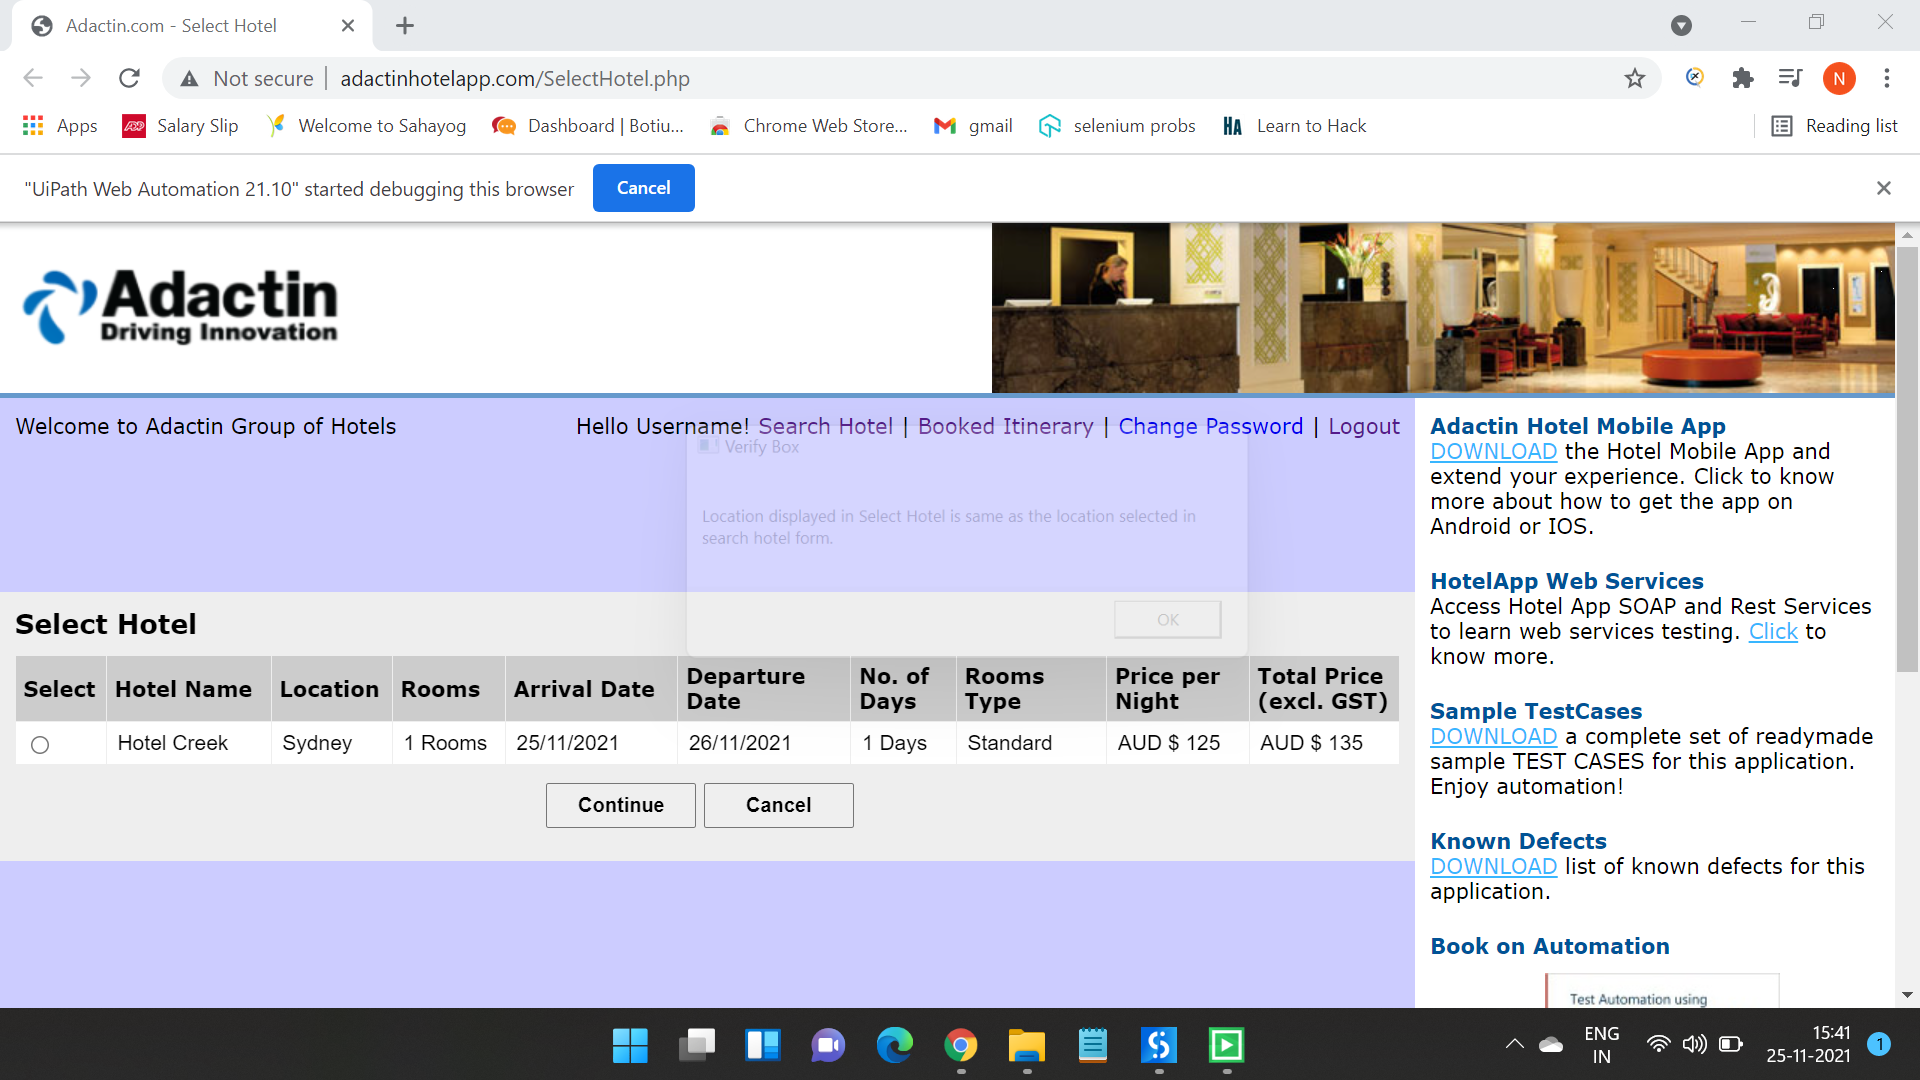 Adactin.com - Select Hotel
Not secure | adactinhotelapp.com/SelectHotel.php
N
Apps
ADP Salary Slip
Welcome to Sahayog
Dashboard | Botiu...
Chrome Web Store...
gmail
selenium probs
HA Learn to Hack
Reading list
"UiPath Web Automation 21.10" started debugging this browser
Cancel
Adactin
Driving Innovation
Welcome to Adactin Group of Hotels
Hello Username! Search Hotel | Booked Itinerary | Change Password | Logout
Verify Box
Location displayed in Select Hotel is same as the location selected in
search hotel form.
OK
Select Hotel
Select Hotel Name Location Rooms Arrival Date Departure Date No. of Days Rooms Type Price per Night Total Price (excl. GST)
Hotel Creek Sydney 1 Rooms 25/11/2021 26/11/2021 1 Days Standard AUD $ 125 AUD $ 135
Continue
Cancel
Adactin Hotel Mobile App
DOWNLOAD the Hotel Mobile App and
extend your experience. Click to know
more about how to get the app on
Android or IOS.
HotelApp Web Services
Access Hotel App SOAP and Rest Services
to learn web services testing. Click to
know more.
Sample TestCases
DOWNLOAD a complete set of readymade
sample TEST CASES for this application.
Enjoy automation!
Known Defects
DOWNLOAD list of known defects for this
application.
Book on Automation
Test Automation using
ENG
IN
15:41
25-11-2021
1